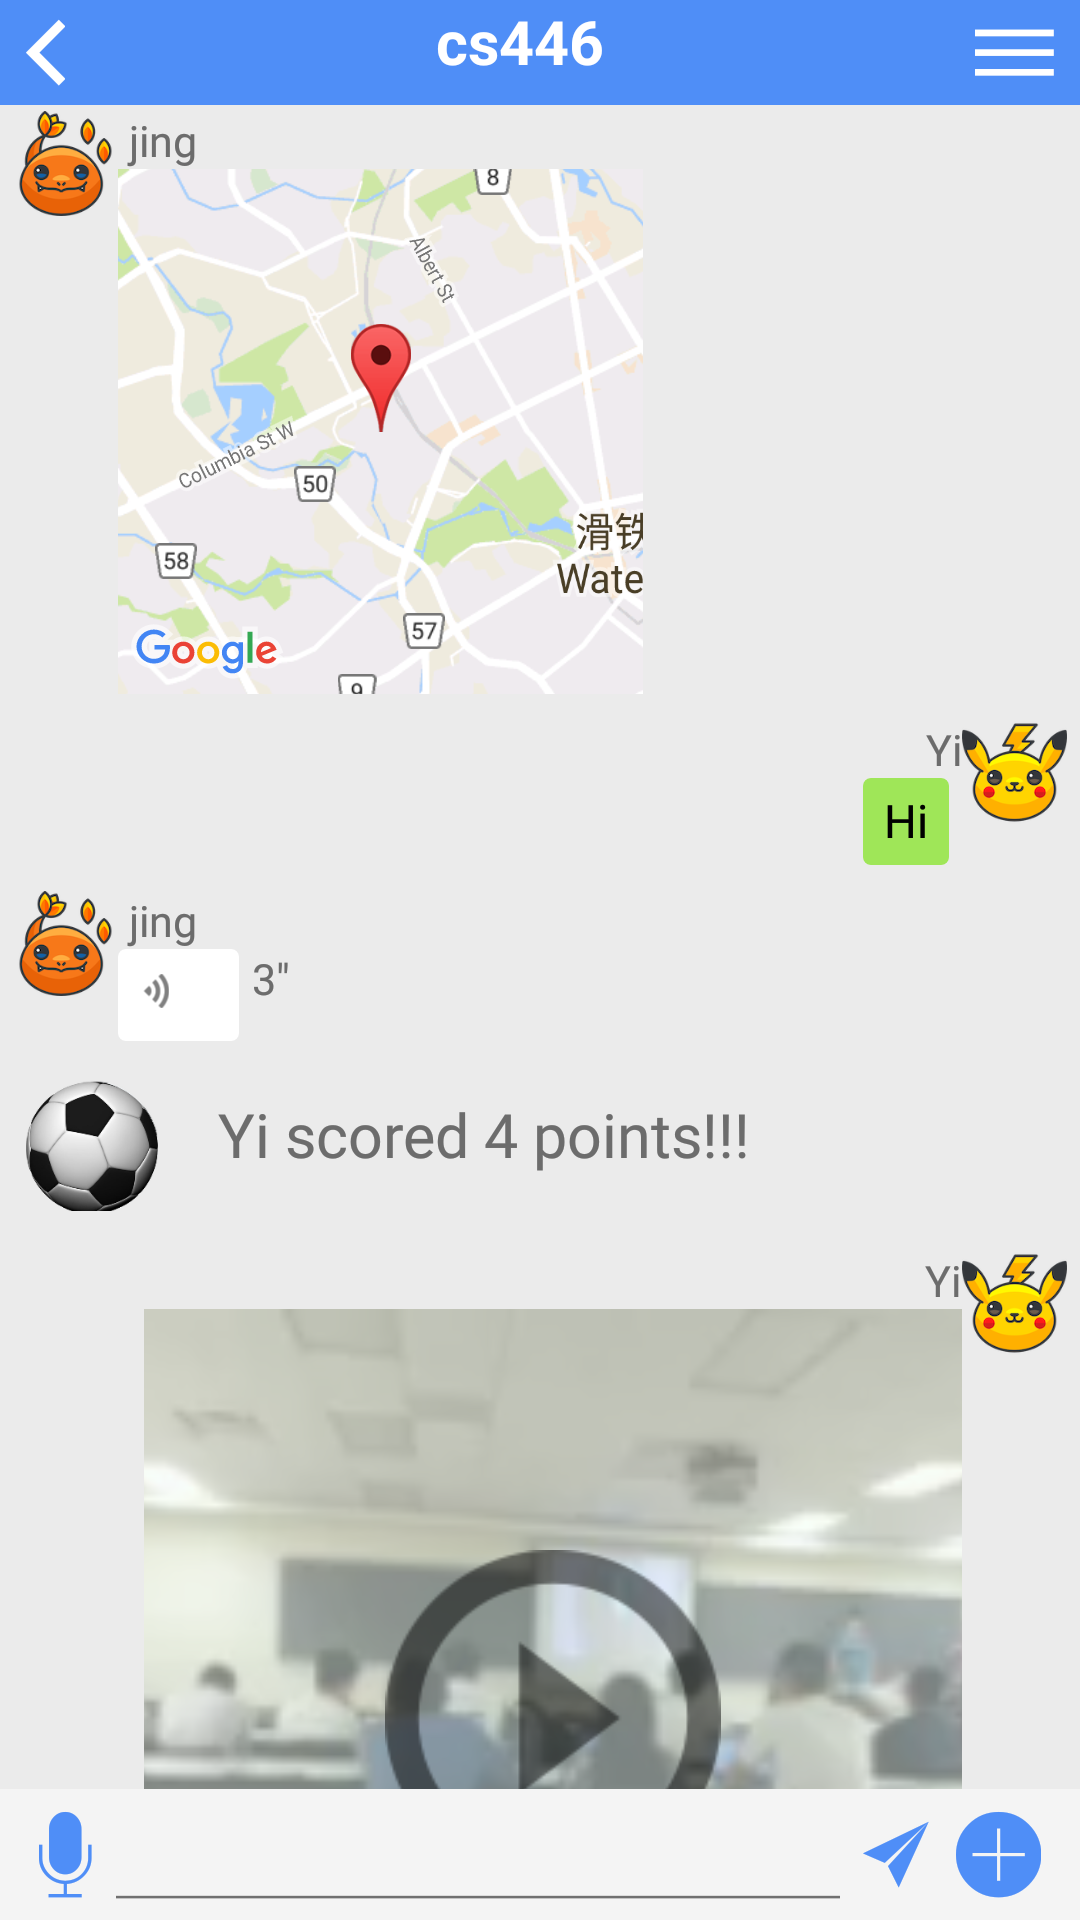 cs446
jing
8
Albert St
Columbia St W
50
滑铁
Wate
58
57
Google
9
Yi
Hi
jing
3"
Yi scored 4 points!!!
Yi